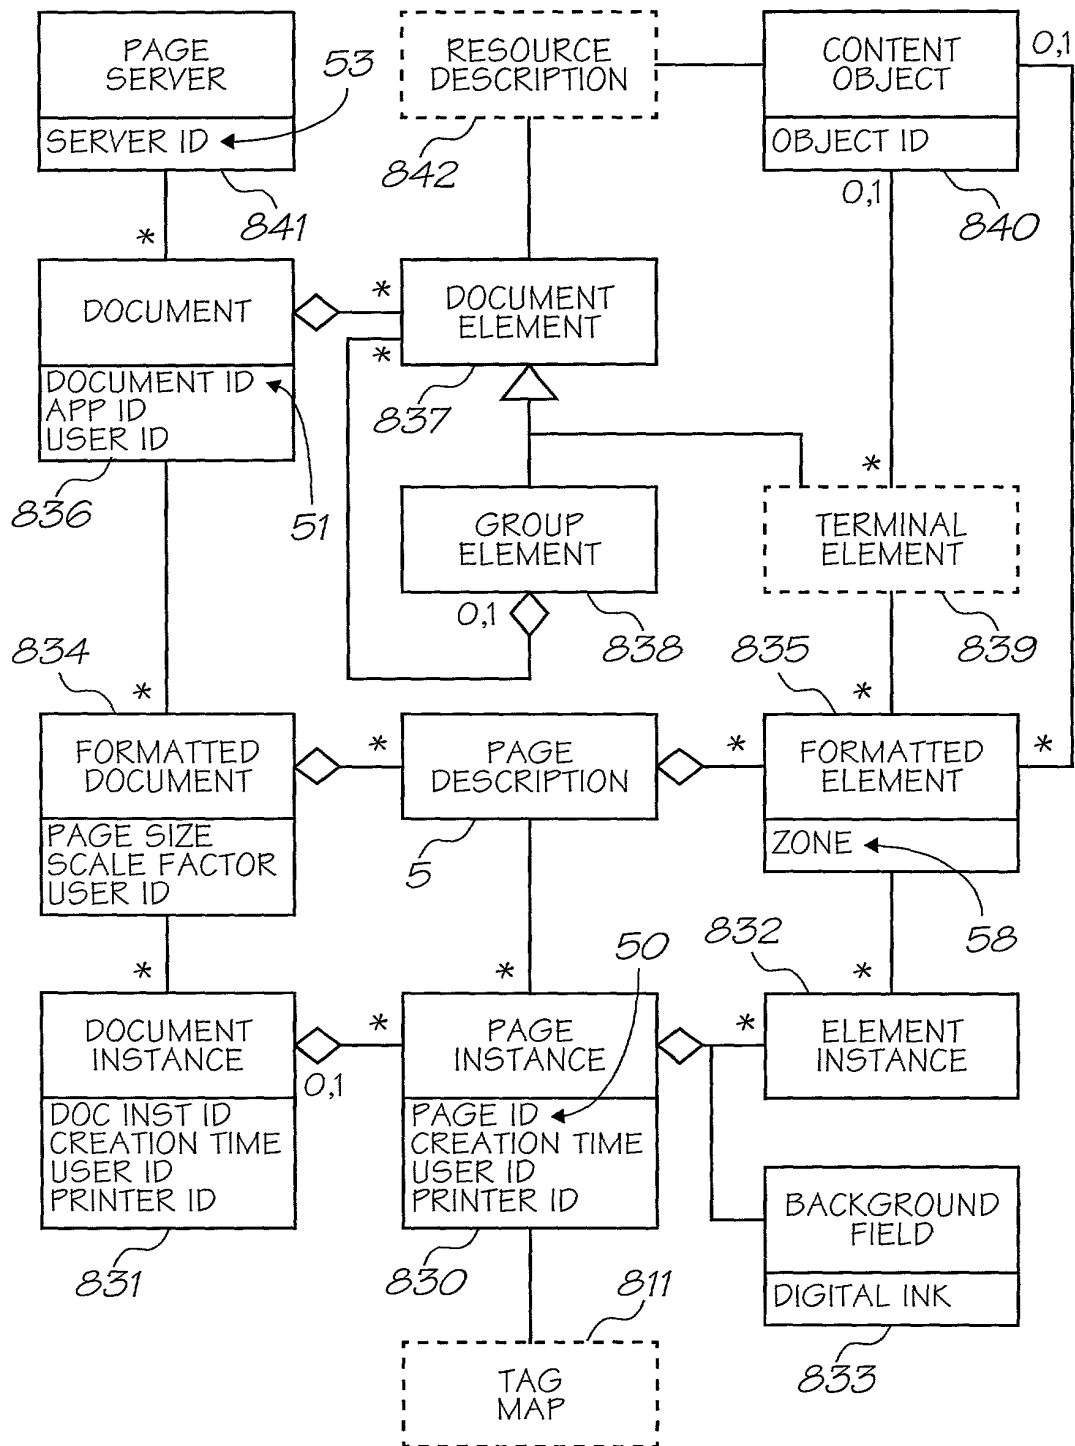 PAGE
SERVER
SERVER ID
53
841
RESOURCE
DESCRIPTION
842
CONTENT
OBJECT
OBJECT ID
0,1
0,1
840
*
DOCUMENT
DOCUMENT ID
APP ID
USER ID
836
51
*
*
DOCUMENT
ELEMENT
837
GROUP
ELEMENT
0,1
838
*
TERMINAL
ELEMENT
839
834
*
FORMATTED
DOCUMENT
PAGE SIZE
SCALE FACTOR
USER ID
*
PAGE
DESCRIPTION
5
835
*
*
*
FORMATTED
ELEMENT
ZONE
58
*
DOCUMENT
INSTANCE
0,1
DOC INST ID
CREATION TIME
USER ID
PRINTER ID
831
*
*
50
PAGE
INSTANCE
PAGE ID
CREATION TIME
USER ID
PRINTER ID
830
832
*
*
ELEMENT
INSTANCE
BACKGROUND
FIELD
DIGITAL INK
833
811
TAG
MAP